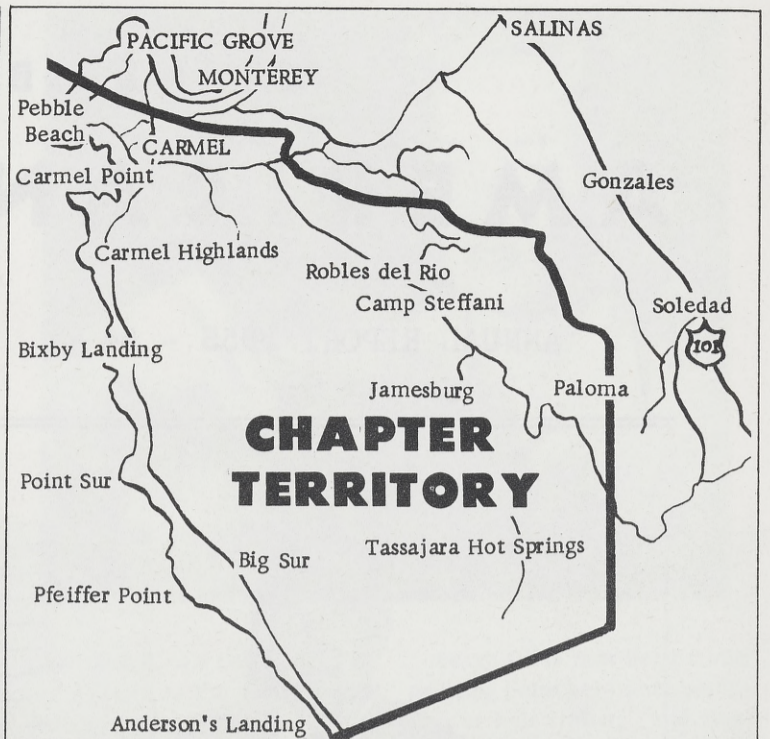 PACIFIC GROVE
SALINAS
MONTEREY
Pebble
Beach
CARMEL
Carmel Point
Gonzales
Carmel Highlands
Robles del Rio
Camp Steffani
Soledad
101
Bixby Landing
Jamesburg
Paloma
CHAPTER
TERRITORY
Point Sur
Tassajara Hot Springs
Big Sur
Pfeiffer Point
Anderson's Landing